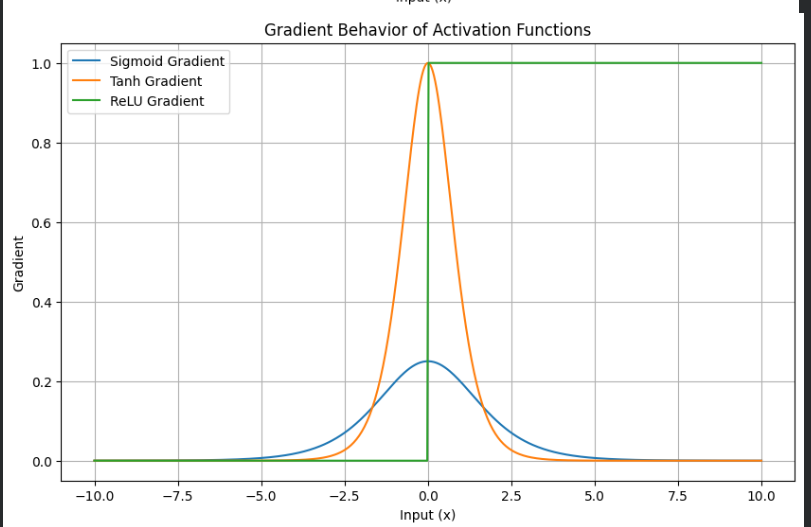 Input (x)
Gradient Behavior of Activation Functions
Sigmoid Gradient
Tanh Gradient
ReLU Gradient
1.0
0.8
0.6
0.4
0.2
0.0
Gradient
−10.0 −7.5 −5.0 −2.5 0.0 2.5 5.0 7.5 10.0
Input (x)